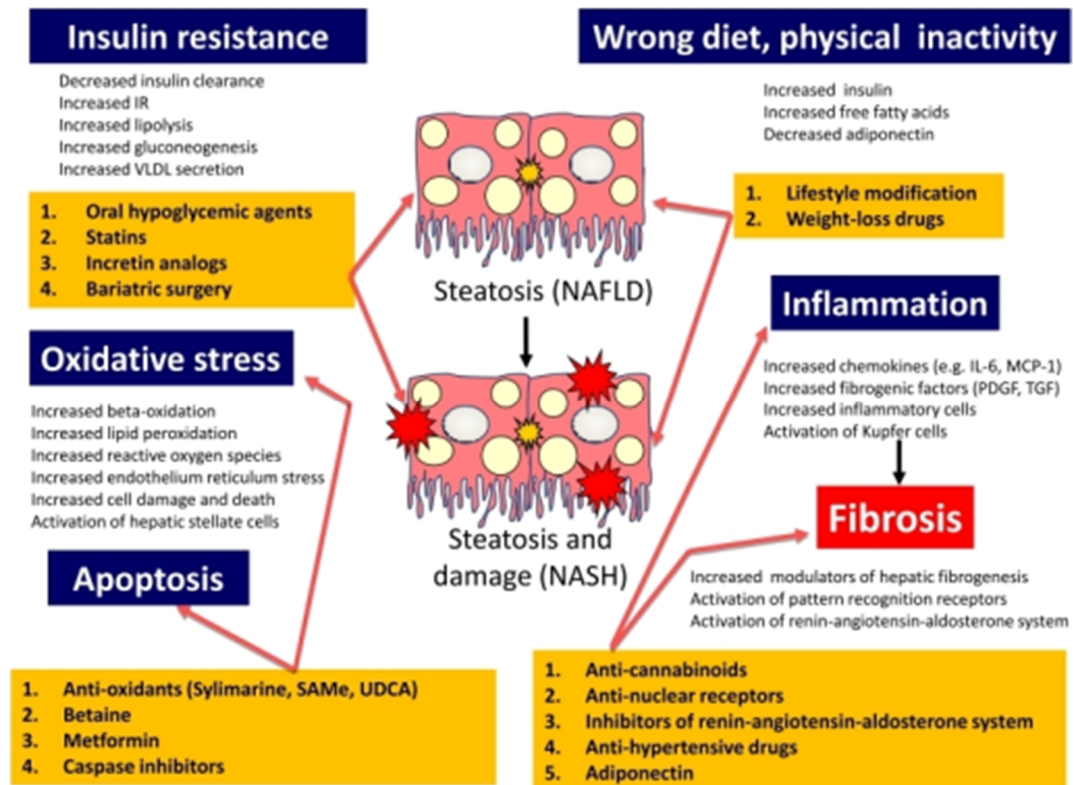 Insulin resistance
Decreased insulin clearance
Increased IR
Increased lipolysis
Increased gluconeogenesis
Increased VLDL secretion
1. Oral hypoglycemic agents
2. Statins
3. Incretin analogs
4. Bariatric surgery
Wrong diet, physical inactivity
Increased insulin
Increased free fatty acids
Decreased adiponectin
1. Lifestyle modification
2. Weight-loss drugs
Steatosis (NAFLD)
Oxidative stress
Increased beta-oxidation
Increased lipid peroxidation
Increased reactive oxygen species
Increased endothelium reticulum stress
Increased cell damage and death
Activation of hepatic stellate cells
Inflammation
Increased chemokines (e.g. IL-6, MCP-1)
Increased fibrogenic factors (PDGF, TGF)
Increased inflammatory cells
Activation of Kupfer cells
Steatosis and
damage (NASH)
Fibrosis
Increased modulators of hepatic fibrogenesis
Activation of pattern recognition receptors
Activation of renin-angiotensin-aldosterone system
Apoptosis
1. Anti-oxidants (Sylimarine, SAMe, UDCA)
2. Betaine
3. Metformin
4. Caspase inhibitors
1. Anti-cannabinoids
2. Anti-nuclear receptors
3. Inhibitors of renin-angiotensin-aldosterone system
4. Anti-hypertensive drugs
5. Adiponectin